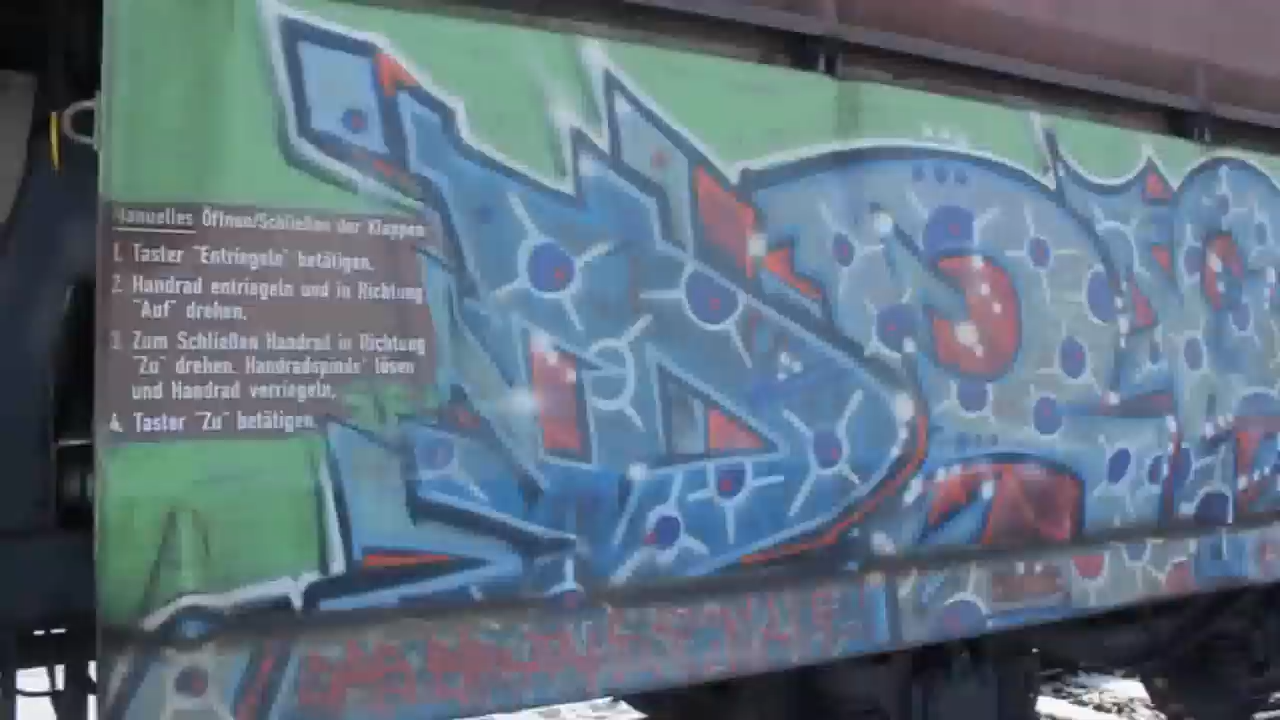 Manuelles Öffnen/Schließen der Klappen
1. Taster "Entriegeln" betätigen.
2. Handrad entriegeln und in Richtung
"Auf" drehen.
3. Zum Schließen Handrad in Richtung
"Zu" drehen. Handradspindel lösen
und Handrad verriegeln.
4. Taster "Zu" betätigen.